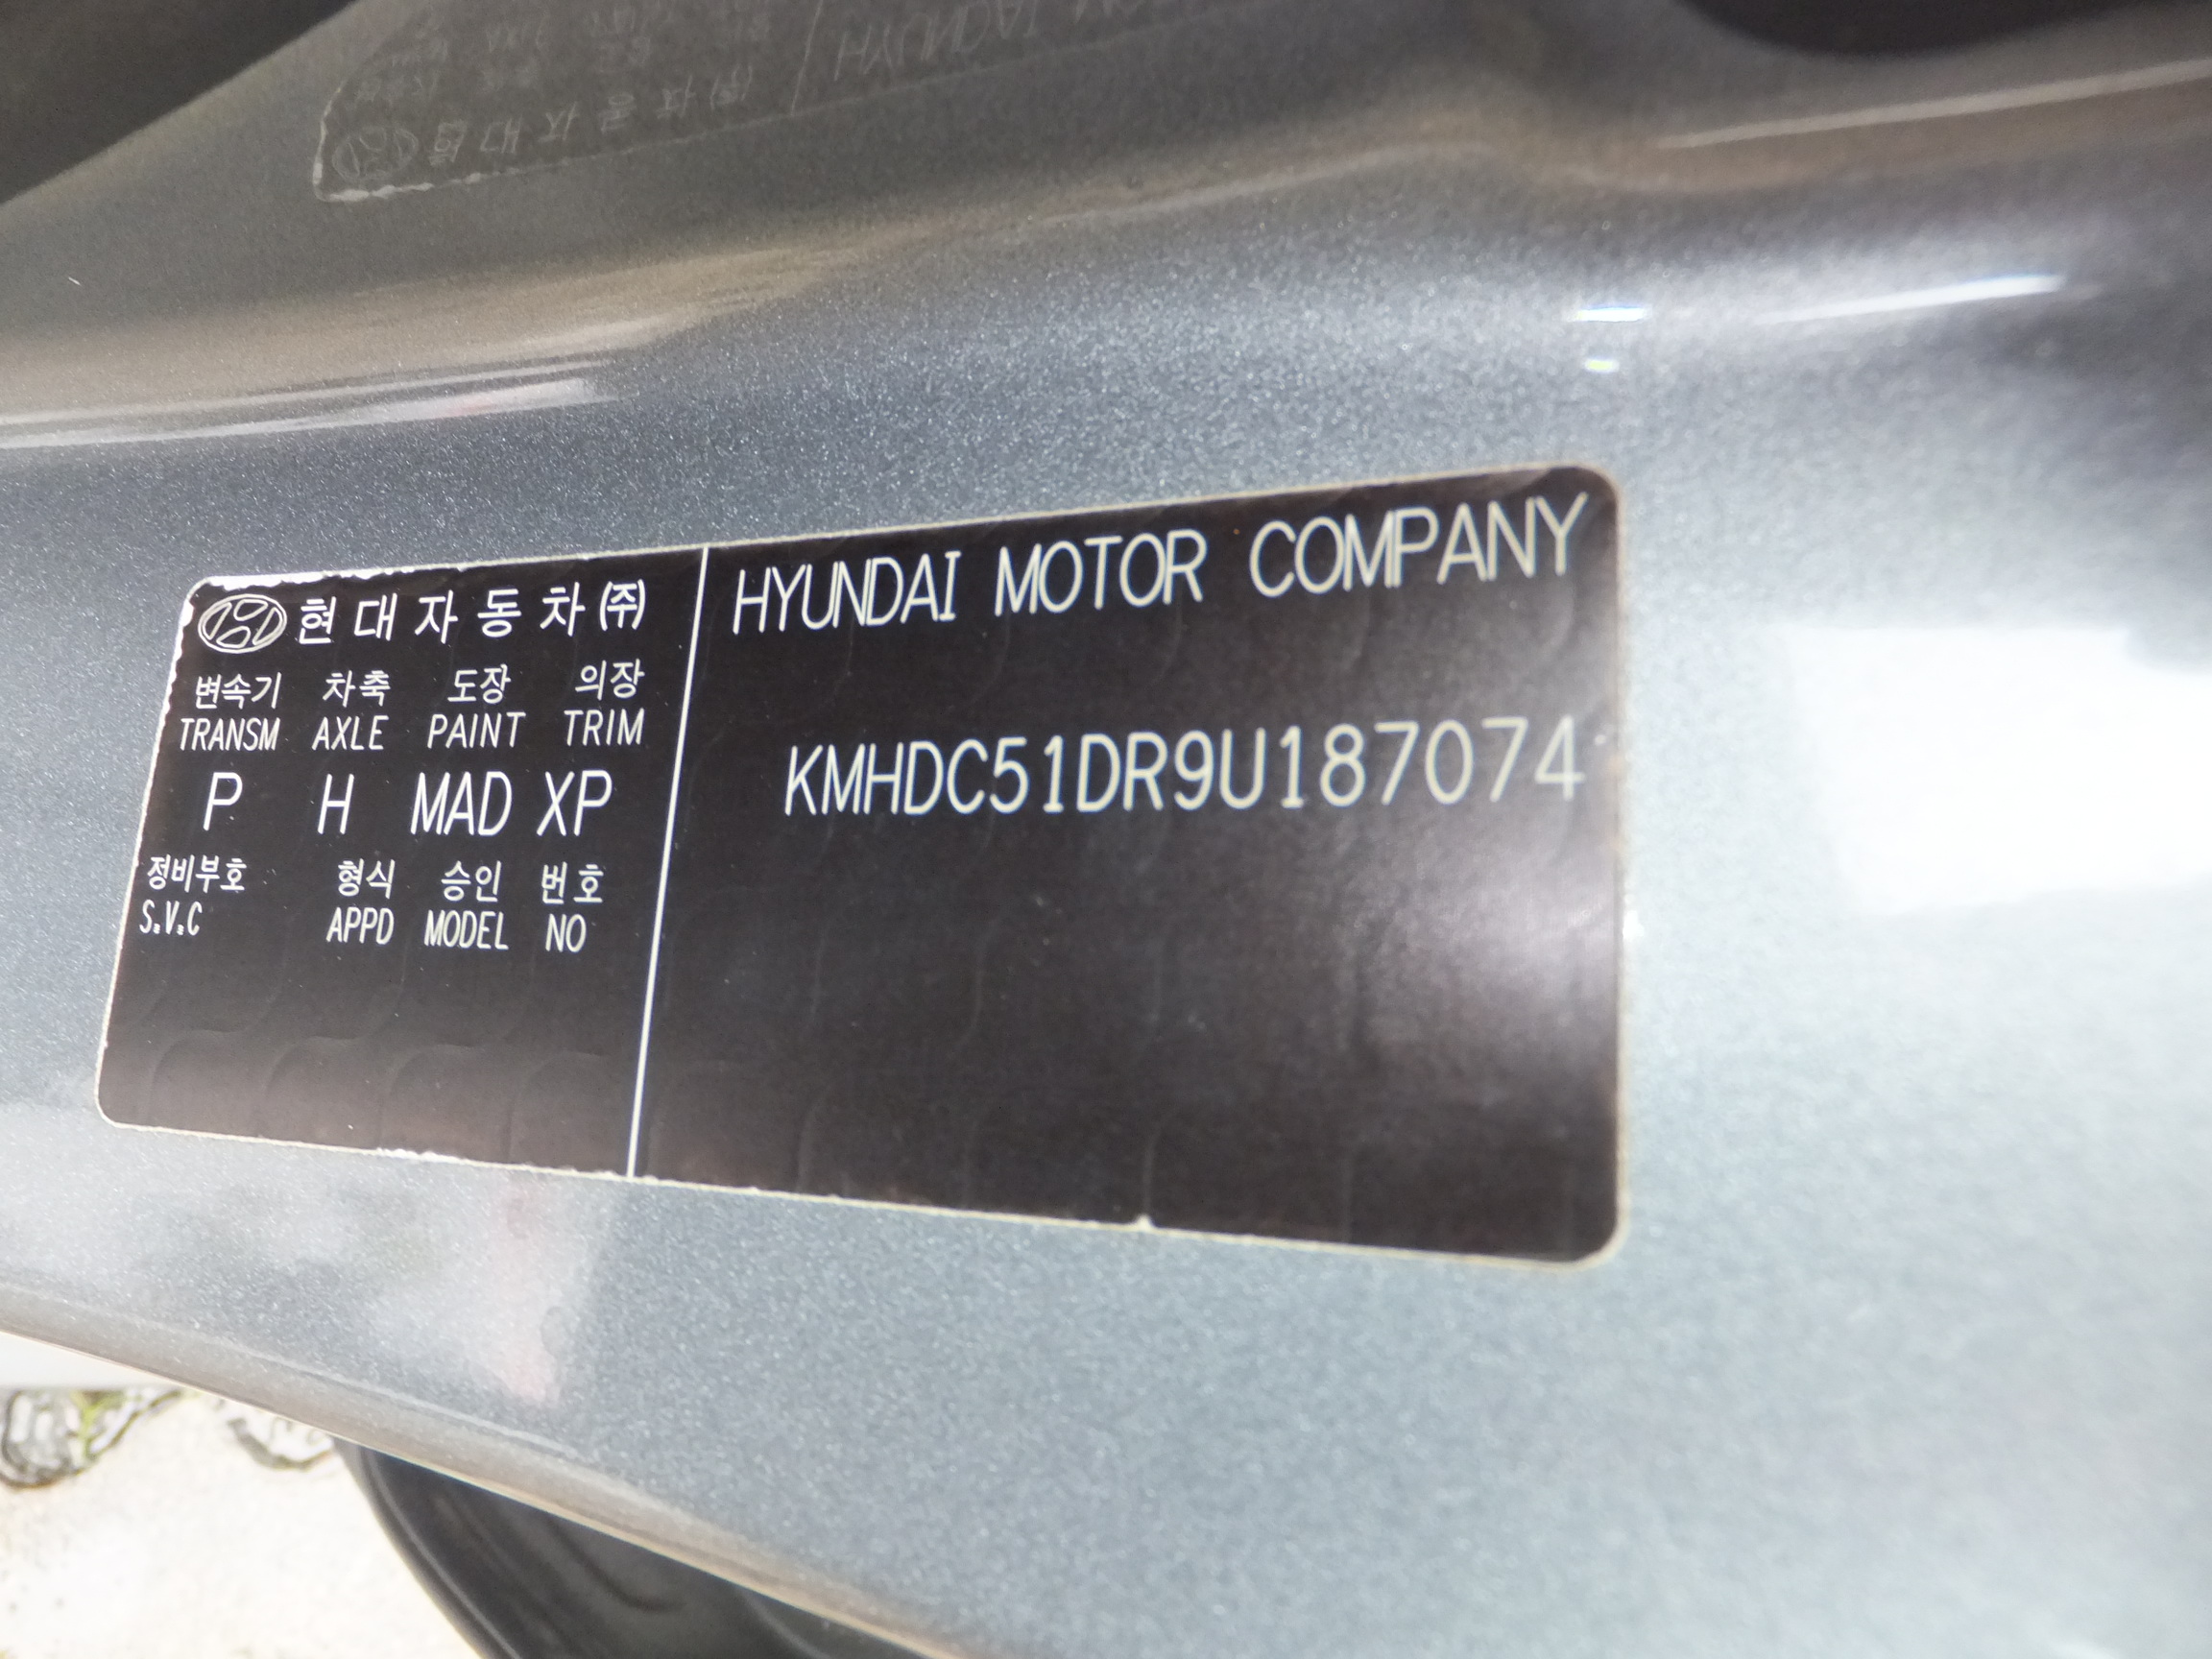 현대자동차(주)
변속기 차축 도장 의장
TRANSM AXLE PAINT TRIM
P H MAD XP
정비부호 형식 승인 번호
S.V.C APPD MODEL NO
HYUNDAI MOTOR COMPANY
KMHDC51DR9U187074